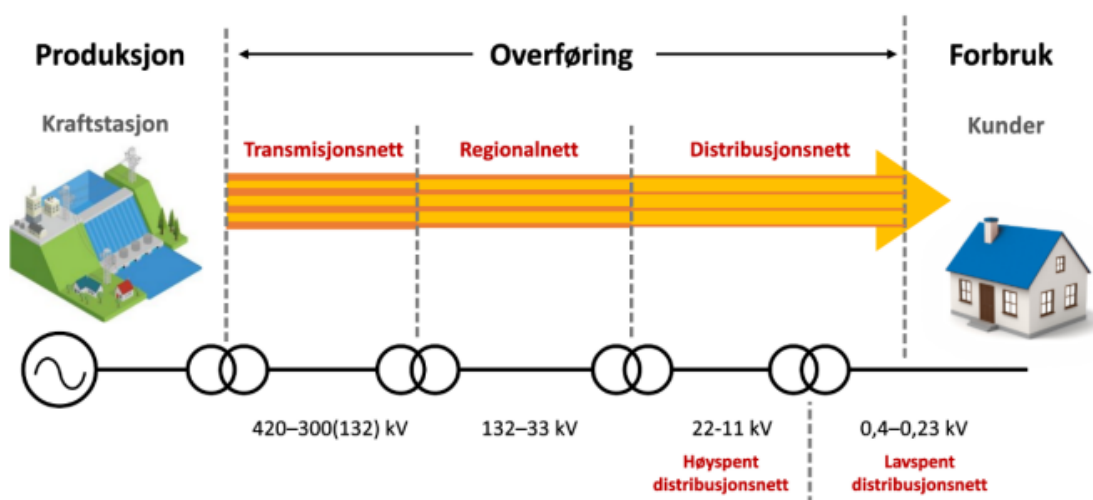 Produksjon
Overføring
Forbruk
Kraftstasjon
Kunder
Transmisjonsnett
Regionalnett
Distribusjonsnett
420–300(132) kV
132–33 kV
22-11 kV
0,4–0,23 kV
Høyspent
distribusjonsnett
Lavspent
distribusjonsnett